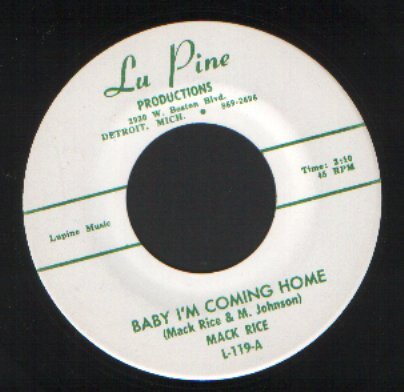 Lu Pine
PRODUCTIONS
2930 W. Boston Blvd.
DETROIT, MICH. • 869-2696
Time: 2:10
45 RPM
Lupine Music
BABY I'M COMING HOME
(Mack Rice & M. Johnson)
MACK RICE
L-119-A